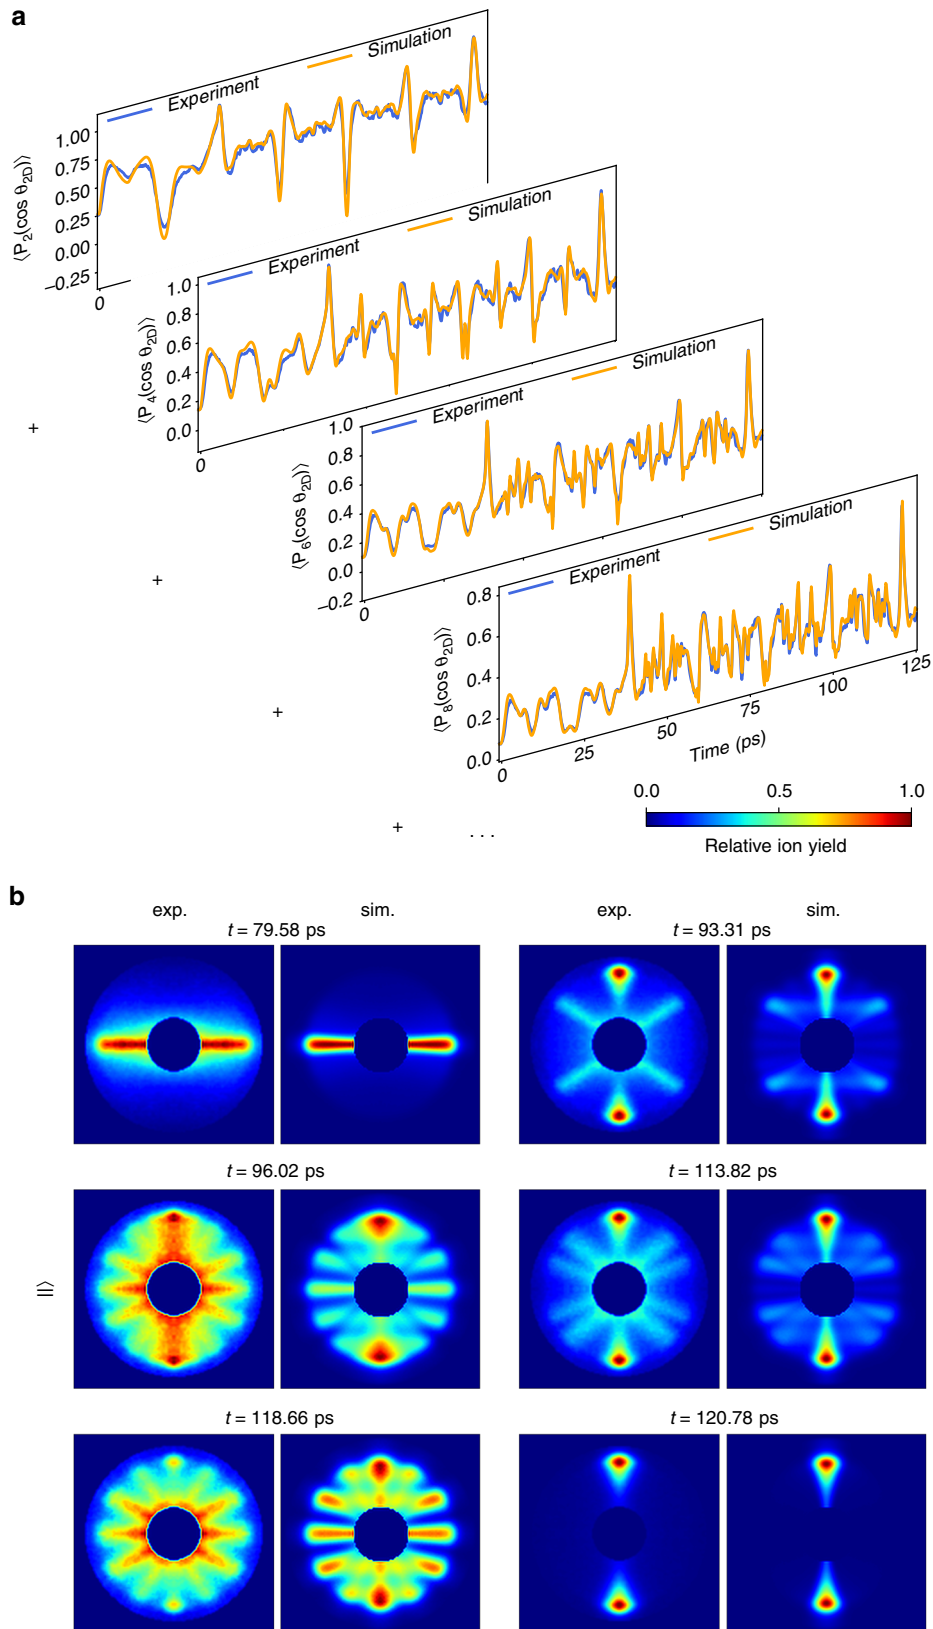 a
Experiment
Simulation
⟨P2(cos θ2D)⟩
1.00
0.75
0.50
0.25
0.00
−0.25
0
Experiment
Simulation
⟨P4(cos θ2D)⟩
1.0
0.8
0.6
0.4
0.2
0.0
0
+
Experiment
Simulation
⟨P6(cos θ2D)⟩
1.0
0.8
0.6
0.4
0.2
0.0
−0.2
0
+
Experiment
Simulation
⟨P8(cos θ2D)⟩
0.8
0.6
0.4
0.2
0.0
0 25 50 75 100 125
Time (ps)
+
+ ...
0.0 0.5 1.0
Relative ion yield
b
exp. sim. exp. sim.
t = 79.58 ps t = 93.31 ps
t = 96.02 ps t = 113.82 ps
t = 118.66 ps t = 120.78 ps